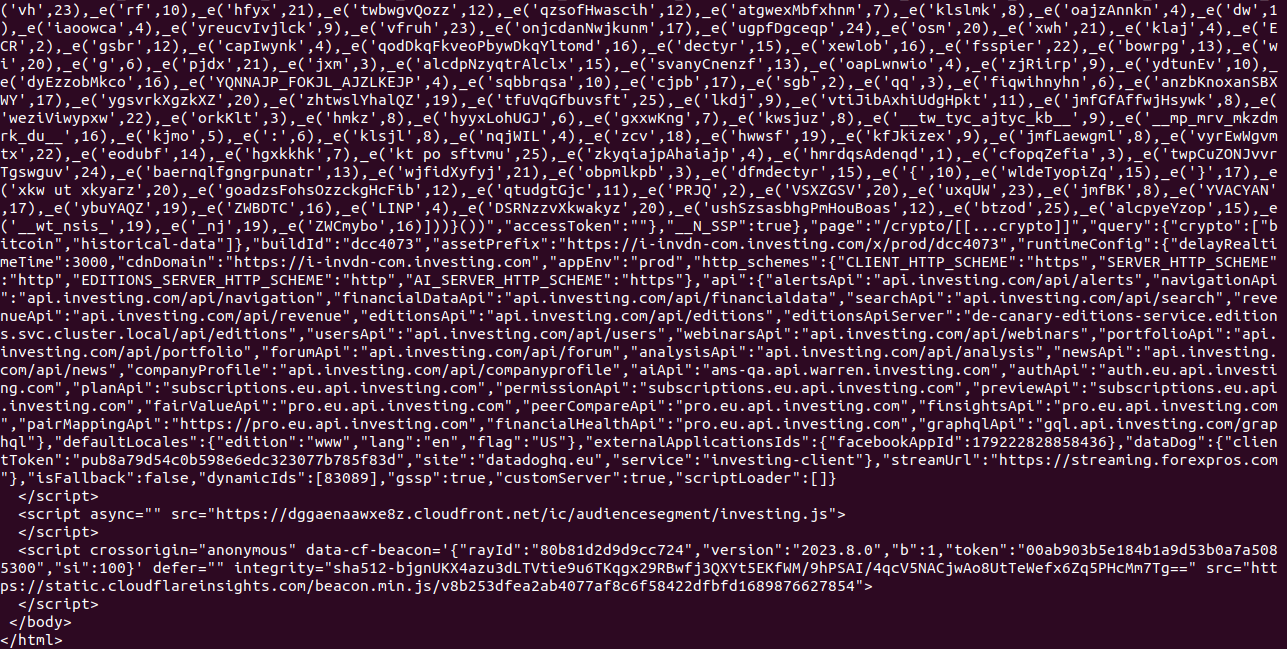 ('vh',23),_e('rf',10),_e('hfyx',21),_e('twbwgvQozz',12),_e('qzsofHwascih',12),_e('atgwexMbfxhnm',7),_e('klslmk',8),_e('oajzAnnkn',4),_e('dw',1
),_e('iaoowca',4),_e('yreucvIvjlck',9),_e('vfruh',23),_e('onjcdanNwjkunm',17),_e('ugpfDgceqp',24),_e('osm',20),_e('xwh',21),_e('klaj',4),_e('E
CR',2),_e('gsbr',12),_e('capIwynk',4),_e('qodDkqFkveoPbywDkqYltomd',16),_e('dectyr',15),_e('xewlob',16),_e('fsspier',22),_e('bowrpg',13),_e('w
i',20),_e('g',6),_e('pjdx',21),_e('jxm',3),_e('alcdpNzyqtrAlclx',15),_e('svanyCnenzf',13),_e('oapLwnwio',4),_e('zjRiirp',9),_e('ydtunEv',10),_
e('dyEzzobMkco',16),_e('YQNNAJP_FOKJL_AJZLKEJP',4),_e('sqbbrqsa',10),_e('cjpb',17),_e('sgb',2),_e('qq',3),_e('fiqwihnyhn',6),_e('anzbKnoxanSBX
WY',17),_e('ygsvrkXgzkXZ',20),_e('zhtwslYhalQZ',19),_e('tfuVqGfbuvsft',25),_e('lkdj',9),_e('vtiJibAxhiUdgHpkt',11),_e('jmfGfAffwjHsywk',8),_e(
'weziViwypxw',22),_e('orkKlt',3),_e('hmkz',8),_e('hyyxLohUGJ',6),_e('gxxwKng',7),_e('kwsjuz',8),_e('__tw_tyc_ajtyc_kb__',9),_e('__mp_mrv_mkzdm
rk_du__',16),_e('kjmo',5),_e(':',6),_e('klsjl',8),_e('nqjWIL',4),_e('zcv',18),_e('hwwsf',19),_e('kfJkizex',9),_e('jmfLaewgml',8),_e('vyrEwWgvm
tx',22),_e('eodubf',14),_e('hgxkkhk',7),_e('kt po sftvmu',25),_e('zkyqiajpAhaiajp',4),_e('hmrdqsAdenqd',1),_e('cfopqZefia',3),_e('twpCuZONJvvr
Tgswguv',24),_e('baernqlfgngrpunatr',13),_e('wjfidXyfyj',21),_e('obpmlkpb',3),_e('dfmdectyr',15),_e('{',10),_e('wldeTyopiZq',15),_e('}',17),_e
('xkw ut xkyarz',20),_e('goadzsFohsOzzckgHcFib',12),_e('qtudgtGjc',11),_e('PRJQ',2),_e('VSXZGSV',20),_e('uxqUW',23),_e('jmfBK',8),_e('YVACYAN'
,17),_e('ybuYAQZ',19),_e('ZWBDTC',16),_e('LINP',4),_e('DSRNzzvXkwakyz',20),_e('ushSzsasbhgPmHouBoas',12),_e('btzod',25),_e('alcpyeYzop',15),_e
('__wt_nsis_',19),_e('_nj',19),_e('ZWCmybo',16)]))}())","accessToken":""},"__N_SSP":true},"page":"/crypto/[[...crypto]]","query":{"crypto":["b
itcoin","historical-data"]},"buildId":"dcc4073","assetPrefix":"https://i-invdn-com.investing.com/x/prod/dcc4073","runtimeConfig":{"delayRealti
meTime":3000,"cdnDomain":"https://i-invdn-com.investing.com","appEnv":"prod","http_schemes":{"CLIENT_HTTP_SCHEME":"https","SERVER_HTTP_SCHEME"
:"http","EDITIONS_SERVER_HTTP_SCHEME":"http","AI_SERVER_HTTP_SCHEME":"https"},"api":{"alertsApi":"api.investing.com/api/alerts","navigationApi
":"api.investing.com/api/navigation","financialDataApi":"api.investing.com/api/financialdata","searchApi":"api.investing.com/api/search","reve
nueApi":"api.investing.com/api/revenue","editionsApi":"api.investing.com/api/editions","editionsApiServer":"de-canary-editions-service.edition
s.svc.cluster.local/api/editions","usersApi":"api.investing.com/api/users","webinarsApi":"api.investing.com/api/webinars","portfolioApi":"api.
investing.com/api/portfolio","forumApi":"api.investing.com/api/forum","analysisApi":"api.investing.com/api/analysis","newsApi":"api.investing.
com/api/news","companyProfile":"api.investing.com/api/companyprofile","aiApi":"ams-qa.api.warren.investing.com","authApi":"auth.eu.api.investi
ng.com","planApi":"subscriptions.eu.api.investing.com","permissionApi":"subscriptions.eu.api.investing.com","previewApi":"subscriptions.eu.api
.investing.com","fairValueApi":"pro.eu.api.investing.com","peerCompareApi":"pro.eu.api.investing.com","finsightsApi":"pro.eu.api.investing.com
","pairMappingApi":"https://pro.eu.api.investing.com","financialHealthApi":"pro.eu.api.investing.com","graphqlApi":"gql.api.investing.com/grap
hql"},"defaultLocales":{"edition":"www","lang":"en","flag":"US"},"externalApplicationsIds":{"facebookAppId":179222828858436},"dataDog":{"clien
tToken":"pub8a79d54c0b598e6edc323077b785f83d","site":"datadoghq.eu","service":"investing-client"},"streamUrl":"https://streaming.forexpros.com
"},"isFallback":false,"dynamicIds":[83089],"gssp":true,"customServer":true,"scriptLoader":[]}
</script>
<script async="" src="https://dggaenaawxe8z.cloudfront.net/ic/audiencesegment/investing.js">
</script>
<script crossorigin="anonymous" data-cf-beacon='{"rayId":"80b81d2d9d9cc724","version":"2023.8.0","b":1,"token":"00ab903b5e184b1a9d53b0a7a508
5300","si":100}' defer="" integrity="sha512-bjgnUKX4azu3dLTVtie9u6TKqgx29RBwfj3QXYt5EKfWM/9hPSAI/4qcV5NACjwAo8UtTeWefx6Zq5PHcMm7Tg==" src="htt
ps://static.cloudflareinsights.com/beacon.min.js/v8b253dfea2ab4077af8c6f58422dfbfd1689876627854">
</script>
</body>
</html>